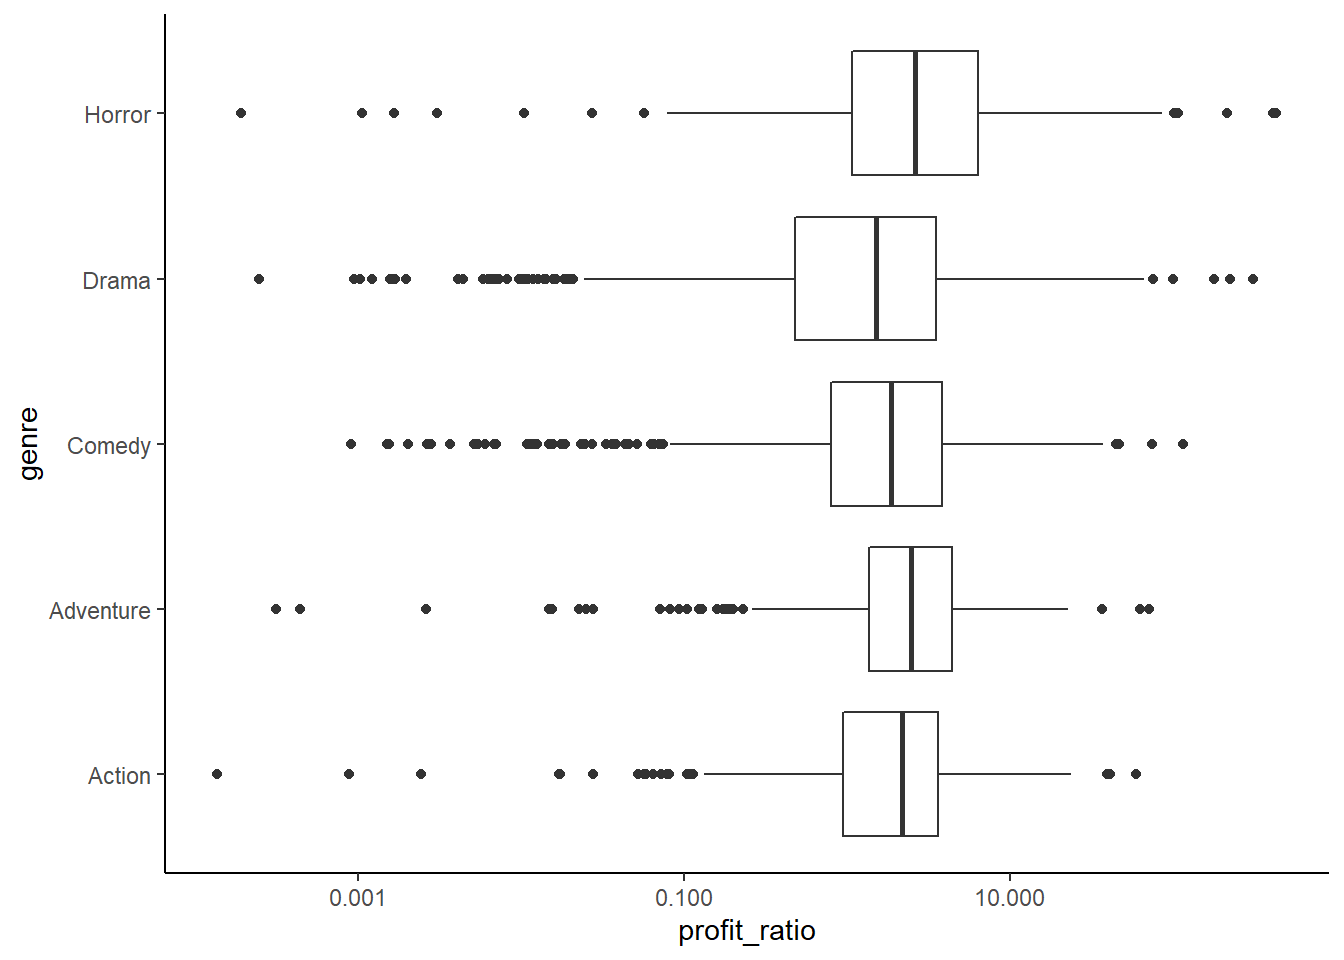 genre
Horror
Drama
Comedy
Adventure
Action
0.001
0.100
10.000
profit_ratio